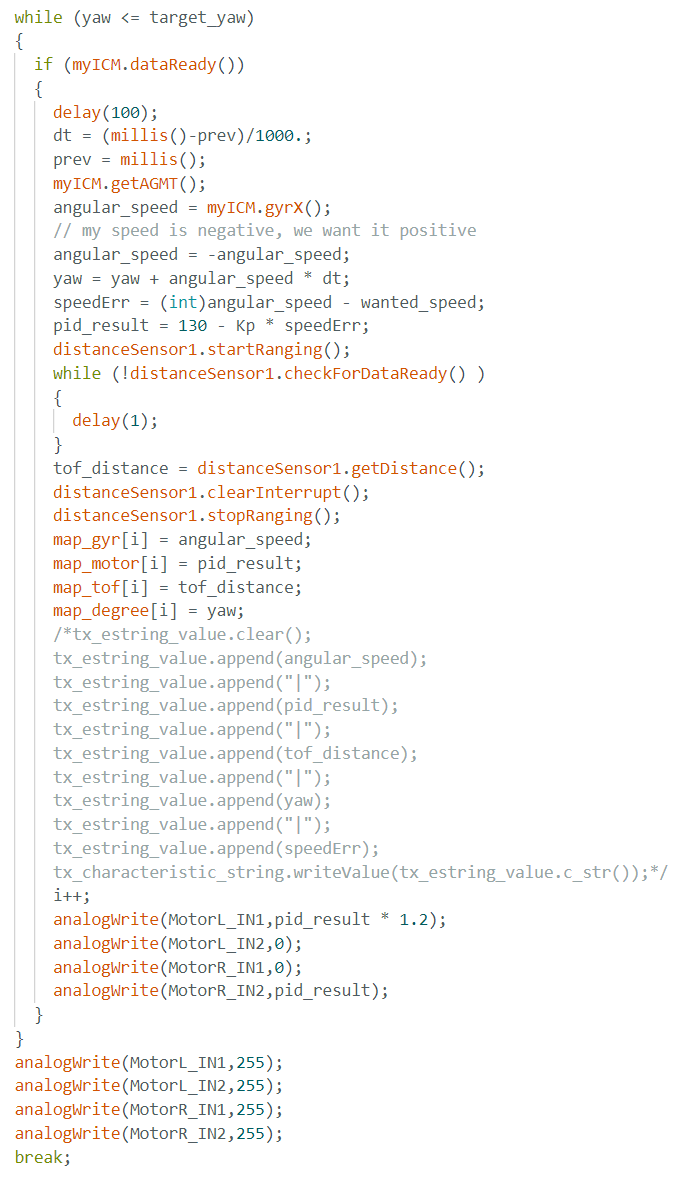 while (yaw <= target_yaw)
{
  if (myICM.dataReady())
  {
    delay(100);
    dt = (millis()-prev)/1000.;
    prev = millis();
    myICM.getAGMT();
    angular_speed = myICM.gyrX();
    // my speed is negative, we want it positive
    angular_speed = -angular_speed;
    yaw = yaw + angular_speed * dt;
    speedErr = (int)angular_speed - wanted_speed;
    pid_result = 130 - Kp * speedErr;
    distanceSensor1.startRanging();
    while (!distanceSensor1.checkForDataReady() )
    {
      delay(1);
    }
    tof_distance = distanceSensor1.getDistance();
    distanceSensor1.clearInterrupt();
    distanceSensor1.stopRanging();
    map_gyr[i] = angular_speed;
    map_motor[i] = pid_result;
    map_tof[i] = tof_distance;
    map_degree[i] = yaw;
    /*tx_estring_value.clear();
    tx_estring_value.append(angular_speed);
    tx_estring_value.append("|");
    tx_estring_value.append(pid_result);
    tx_estring_value.append("|");
    tx_estring_value.append(tof_distance);
    tx_estring_value.append("|");
    tx_estring_value.append(yaw);
    tx_estring_value.append("|");
    tx_estring_value.append(speedErr);
    tx_characteristic_string.writeValue(tx_estring_value.c_str());*/
    i++;
    analogWrite(MotorL_IN1,pid_result * 1.2);
    analogWrite(MotorL_IN2,0);
    analogWrite(MotorR_IN1,0);
    analogWrite(MotorR_IN2,pid_result);
  }
}
analogWrite(MotorL_IN1,255);
analogWrite(MotorL_IN2,255);
analogWrite(MotorR_IN1,255);
analogWrite(MotorR_IN2,255);
break;